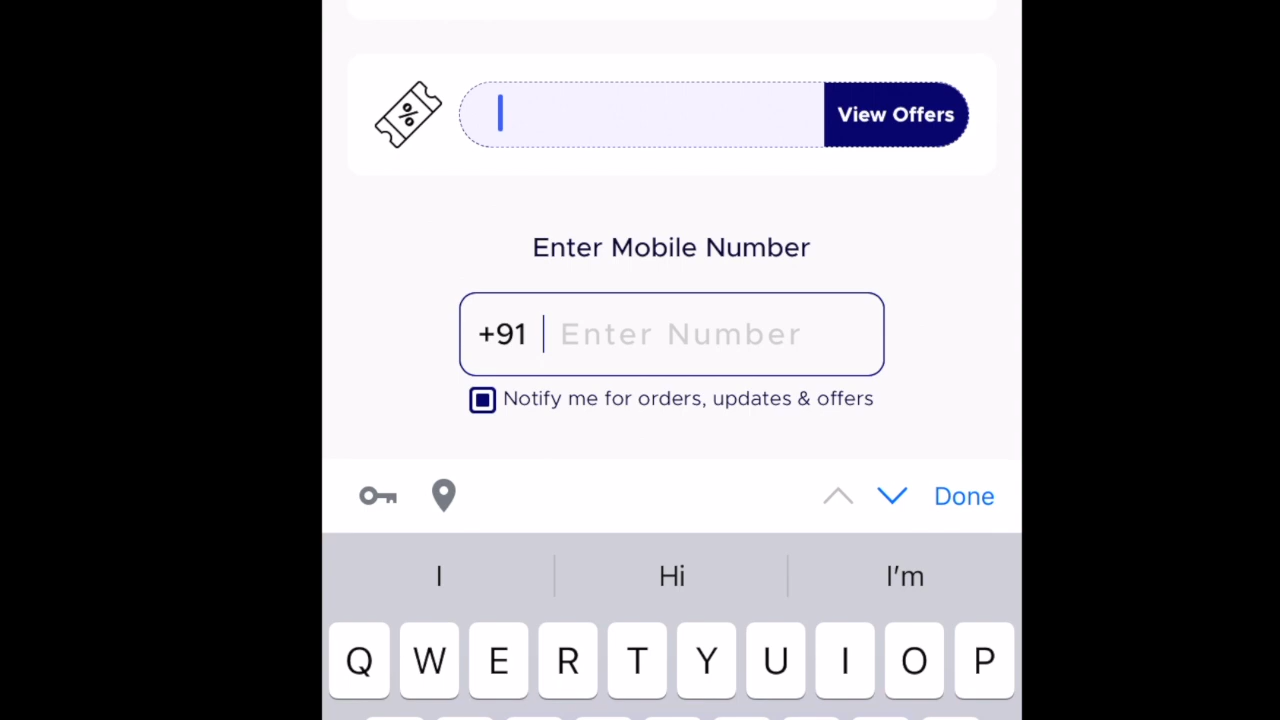 %
View Offers
Enter Mobile Number
+91 Enter Number
Notify me for orders, updates & offers
Done
I Hi I'm
Q W E R T Y U I O P